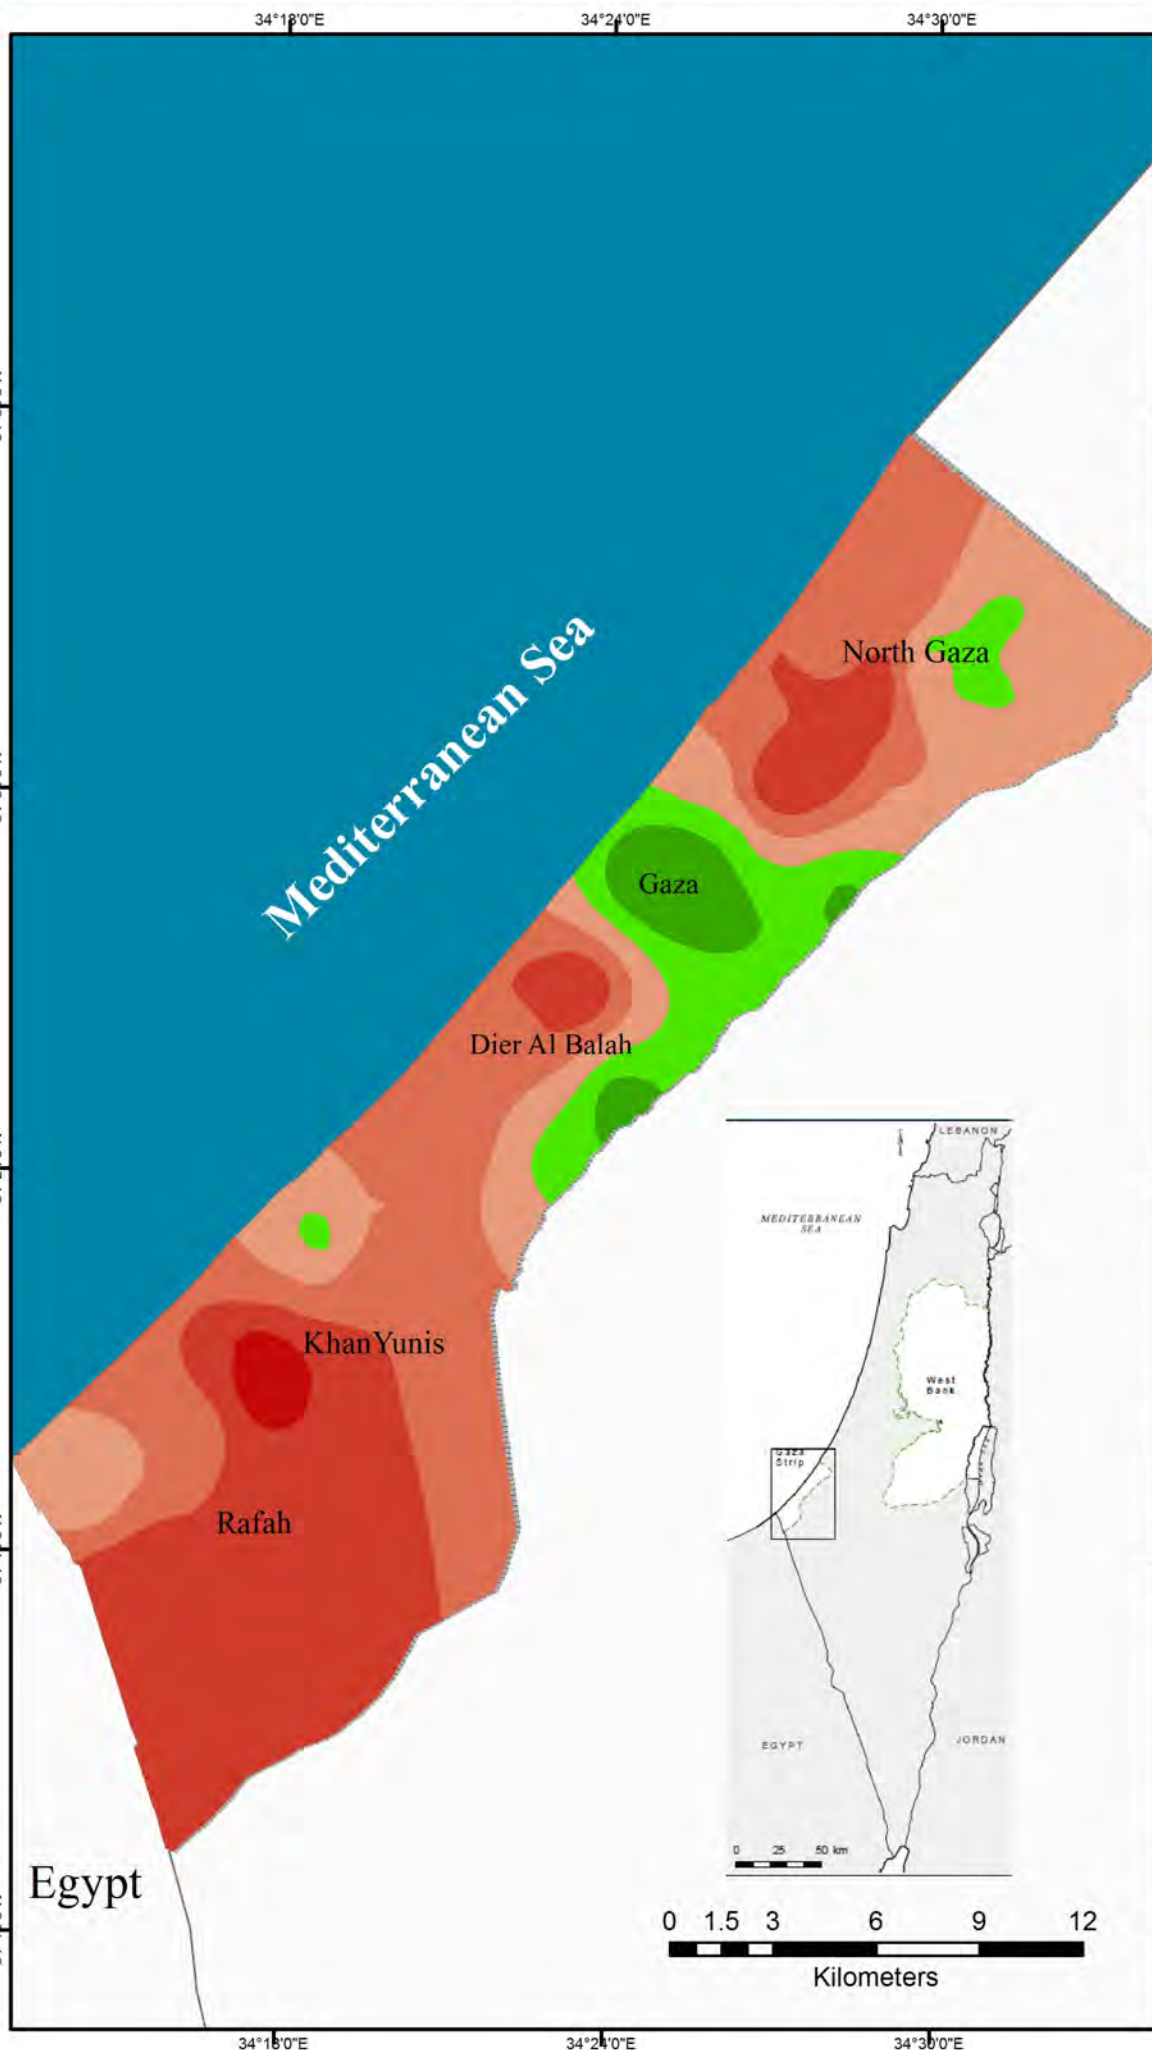 34°18'0"E 34°24'0"E 34°30'0"E
Mediterranean Sea
North Gaza
Gaza
Dier Al Balah
KhanYunis
Rafah
Egypt
LEBANON
MEDITERRANEAN
SEA
West
Bank
Gaza
Strip
EGYPT
JORDAN
0 25 50 km
0 1.5 3 6 9 12
Kilometers
34°18'0"E 34°24'0"E 34°30'0"E